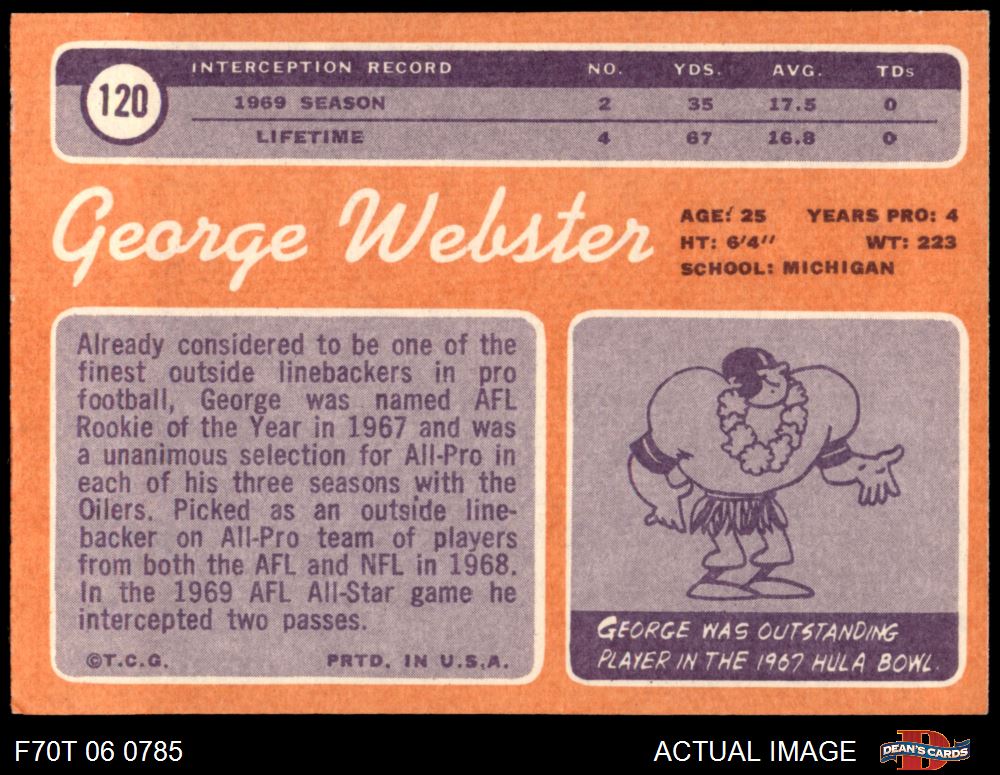 120
INTERCEPTION RECORD NO. YDS. AVG. TDs
1969 SEASON 2 35 17.5 0
LIFETIME 4 67 16.8 0
George Webster
AGE: 25 YEARS PRO: 4
HT: 6'4" WT: 223
SCHOOL: MICHIGAN
Already considered to be one of the
finest outside linebackers in pro
football, George was named AFL
Rookie of the Year in 1967 and was
a unanimous selection for All-Pro in
each of his three seasons with the
Oilers. Picked as an outside line-
backer on All-Pro team of players
from both the AFL and NFL in 1968.
In the 1969 AFL All-Star game he
intercepted two passes.
©T.C.G. PRTD. IN U.S.A.
GEORGE WAS OUTSTANDING
PLAYER IN THE 1967 HULA BOWL.
F70T 06 0785
ACTUAL IMAGE
D
DEAN'S CARDS